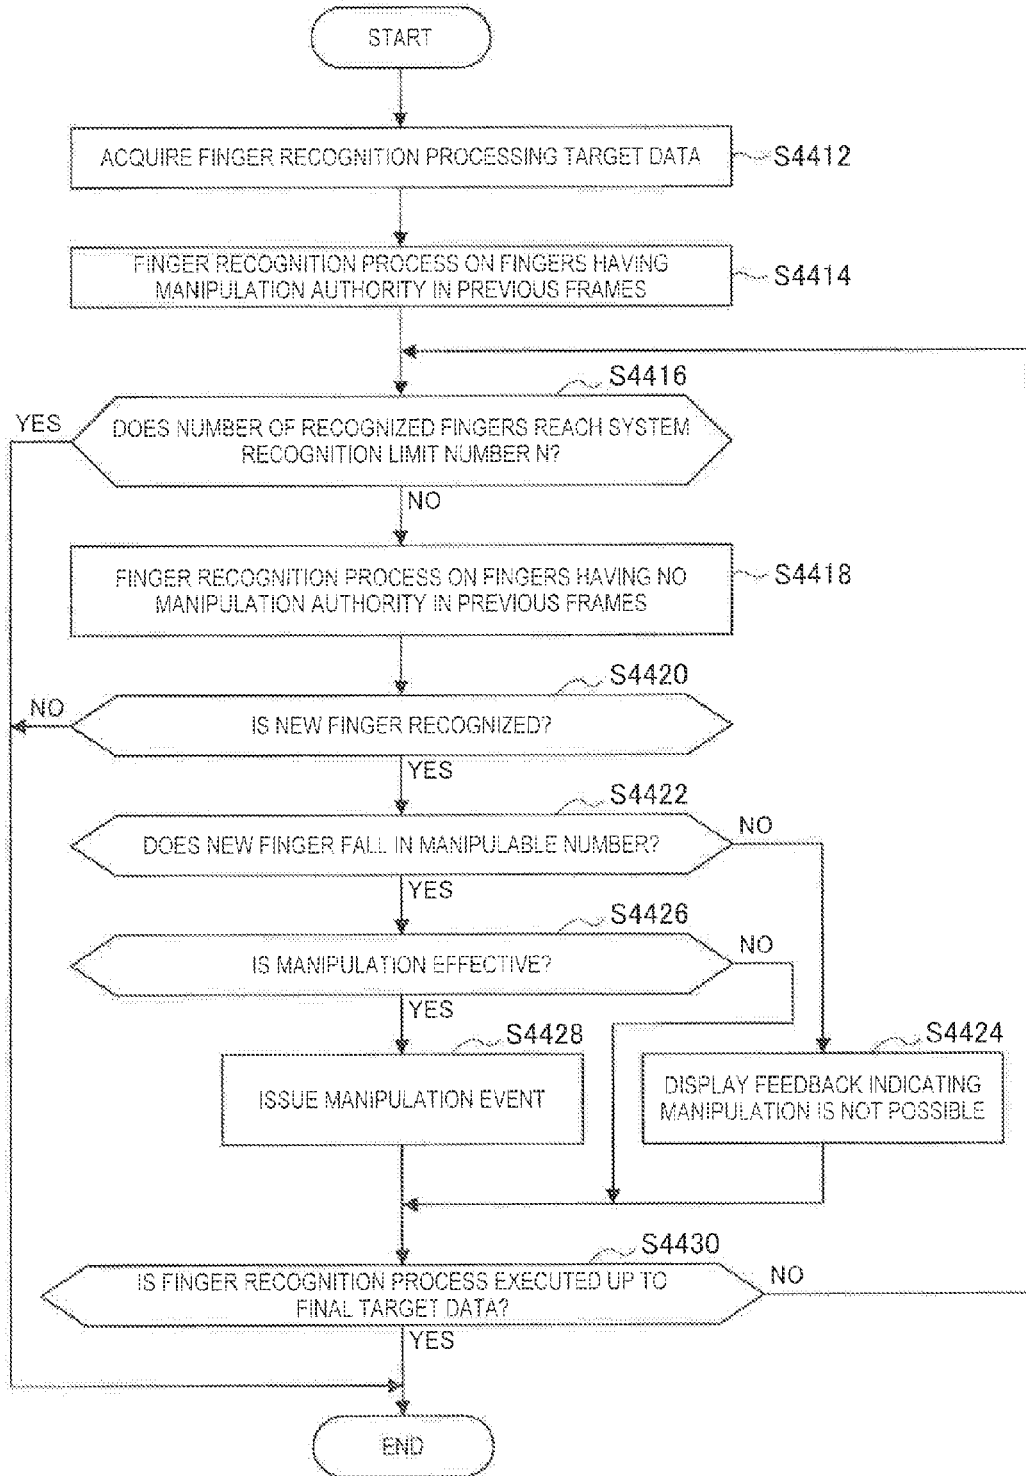 START
ACQUIRE FINGER RECOGNITION PROCESSING TARGET DATA
S4412
FINGER RECOGNITION PROCESS ON FINGERS HAVING
MANIPULATION AUTHORITY IN PREVIOUS FRAMES
S4414
S4416
YES
DOES NUMBER OF RECOGNIZED FINGERS REACH SYSTEM
RECOGNITION LIMIT NUMBER N?
NO
FINGER RECOGNITION PROCESS ON FINGERS HAVING NO
MANIPULATION AUTHORITY IN PREVIOUS FRAMES
S4418
S4420
NO
IS NEW FINGER RECOGNIZED?
YES
S4422
DOES NEW FINGER FALL IN MANIPULABLE NUMBER?
NO
YES
S4426
IS MANIPULATION EFFECTIVE?
NO
YES
S4428
ISSUE MANIPULATION EVENT
S4424
DISPLAY FEEDBACK INDICATING
MANIPULATION IS NOT POSSIBLE
S4430
IS FINGER RECOGNITION PROCESS EXECUTED UP TO
FINAL TARGET DATA?
NO
YES
END